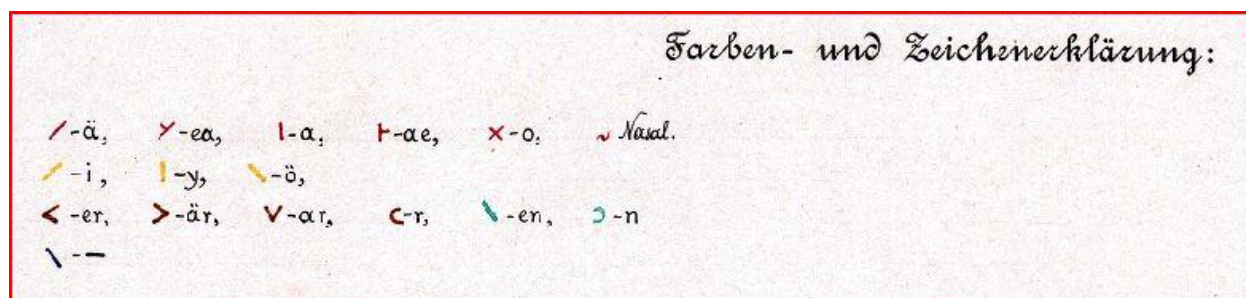 Farben- und Zeichenerklärung:
-ä, -ea, -a, -ae, -o, Nasal.
-i, -y, -ö,
-er, -är, -ar, -r, -en, -n
- —